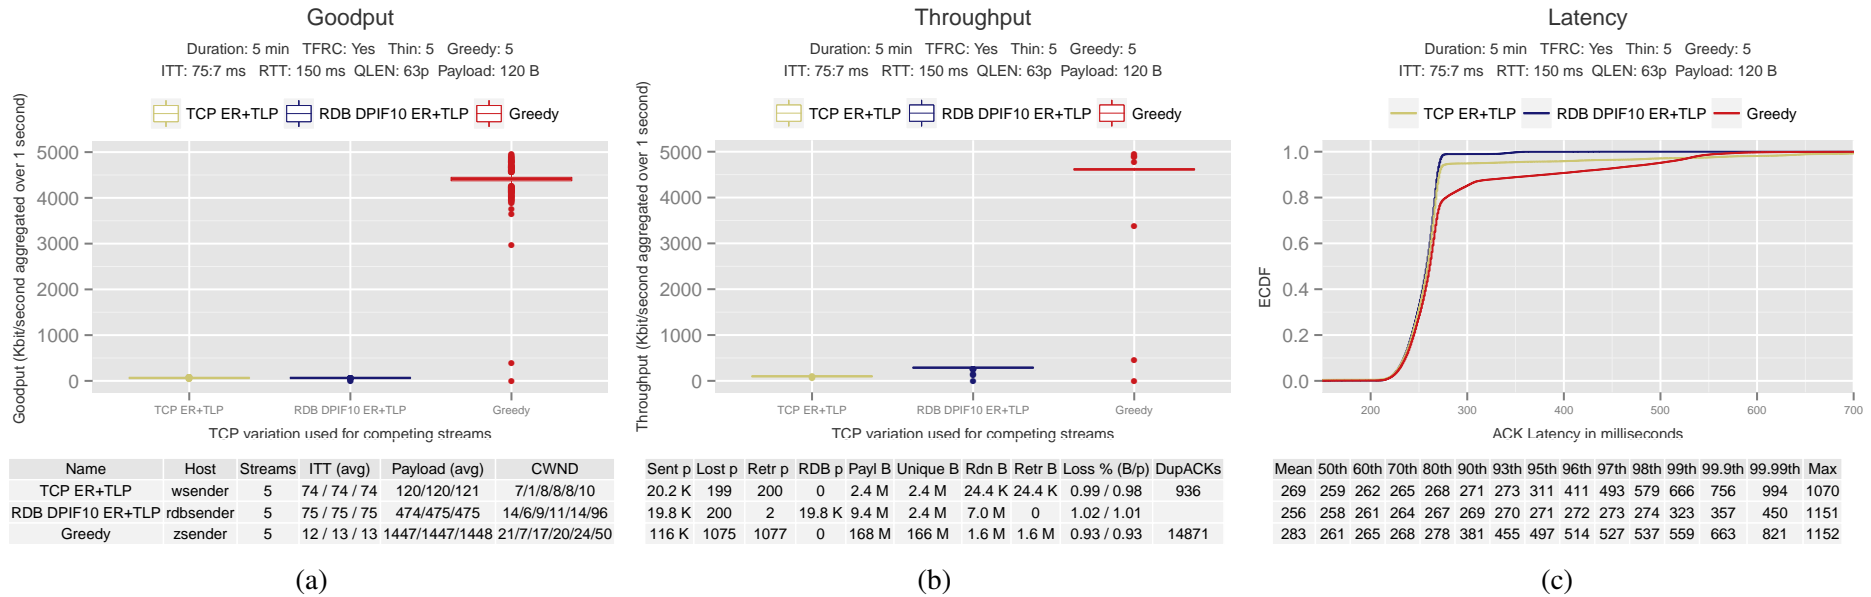 Goodput
Duration: 5 min TFRC: Yes Thin: 5 Greedy: 5
ITT: 75:7 ms RTT: 150 ms QLEN: 63p Payload: 120 B
TCP ER+TLP RDB DPIF10 ER+TLP Greedy
Goodput (Kbit/second aggregated over 1 second)
5000
4000
3000
2000
1000
0
TCP ER+TLP RDB DPIF10 ER+TLP Greedy
TCP variation used for competing streams
Name Host Streams ITT (avg) Payload (avg) CWND
TCP ER+TLP wsender 5 74 / 74 / 74 120/120/121 7/1/8/8/8/10
RDB DPIF10 ER+TLP rdbsender 5 75 / 75 / 75 474/475/475 14/6/9/11/14/96
Greedy zsender 5 12 / 13 / 13 1447/1447/1448 21/7/17/20/24/50
(a)
Throughput
Duration: 5 min TFRC: Yes Thin: 5 Greedy: 5
ITT: 75:7 ms RTT: 150 ms QLEN: 63p Payload: 120 B
TCP ER+TLP RDB DPIF10 ER+TLP Greedy
Throughput (Kbit/second aggregated over 1 second)
5000
4000
3000
2000
1000
0
TCP ER+TLP RDB DPIF10 ER+TLP Greedy
TCP variation used for competing streams
Sent p Lost p Retr p RDB p Payl B Unique B Rdn B Retr B Loss % (B/p) DupACKs
20.2 K 199 200 0 2.4 M 2.4 M 24.4 K 24.4 K 0.99 / 0.98 936
19.8 K 200 2 19.8 K 9.4 M 2.4 M 7.0 M 0 1.02 / 1.01
116 K 1075 1077 0 168 M 166 M 1.6 M 1.6 M 0.93 / 0.93 14871
(b)
Latency
Duration: 5 min TFRC: Yes Thin: 5 Greedy: 5
ITT: 75:7 ms RTT: 150 ms QLEN: 63p Payload: 120 B
TCP ER+TLP RDB DPIF10 ER+TLP Greedy
ECDF
1.0
0.8
0.6
0.4
0.2
0.0
200 300 400 500 600 700
ACK Latency in milliseconds
Mean 50th 60th 70th 80th 90th 93th 95th 96th 97th 98th 99th 99.9th 99.99th Max
269 259 262 265 268 271 273 311 411 493 579 666 756 994 1070
256 258 261 264 267 269 270 271 272 273 274 323 357 450 1151
283 261 265 268 278 381 455 497 514 527 537 559 663 821 1152
(c)